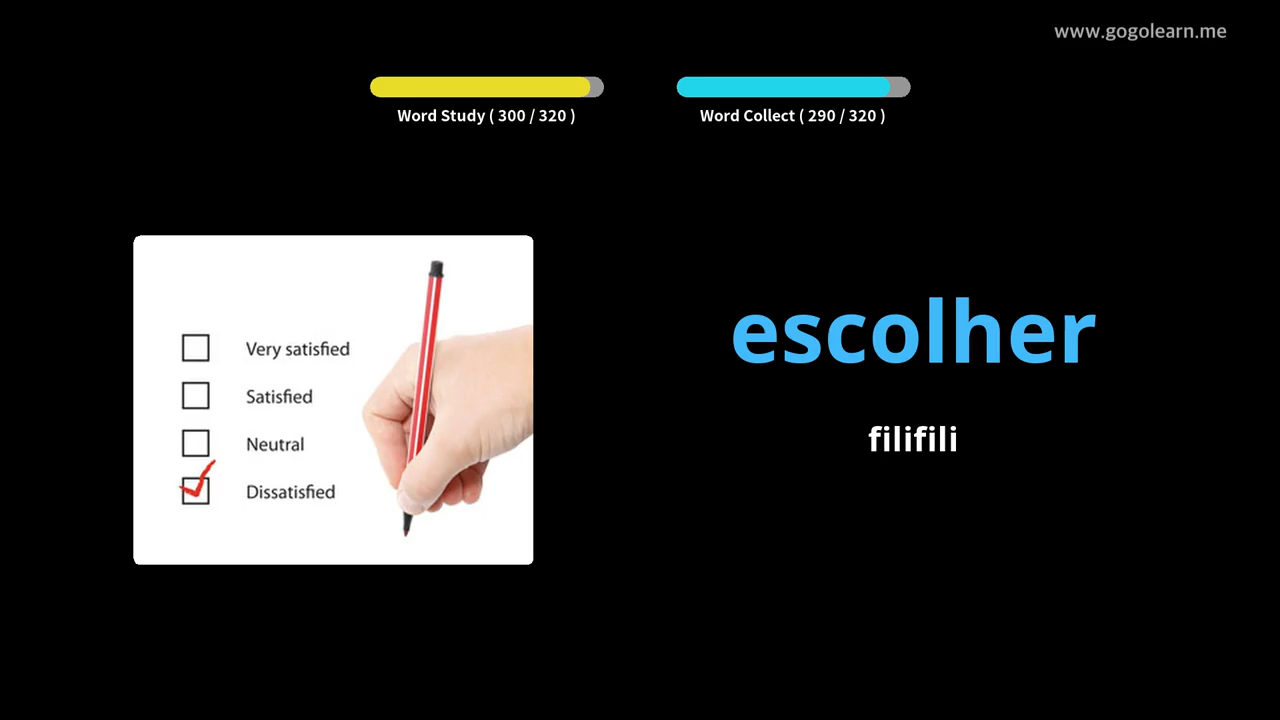 www.gogolearn.me
Word Study ( 300 / 320 )
Word Collect ( 290 / 320 )
Very satisfied
Satisfied
Neutral
Dissatisfied
escolher
filifili